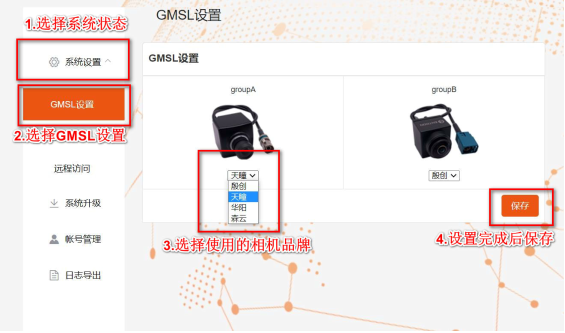 GMSL设置
1.选择系统状态
系统设置
GMSL设置
GMSL设置
2.选择GMSL设置
groupA
groupB
远程访问
天瞳
殷创
殷创
天瞳
华阳
森云
系统升级
保存
3.选择使用的相机品牌
4.设置完成后保存
帐号管理
日志导出